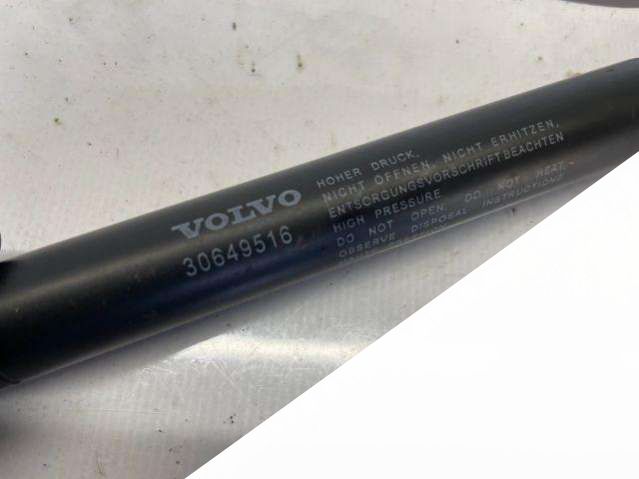 VOLVO
30649516
HOHER DRUCK.
NICHT ÖFFNEN, NICHT ERHITZEN,
ENTSORGUNGSVORSCHRIFT BEACHTEN
HIGH PRESSURE
DO NOT OPEN. DO NOT HEAT.
OBSERVE DISPOSAL INSTRUCTIONS